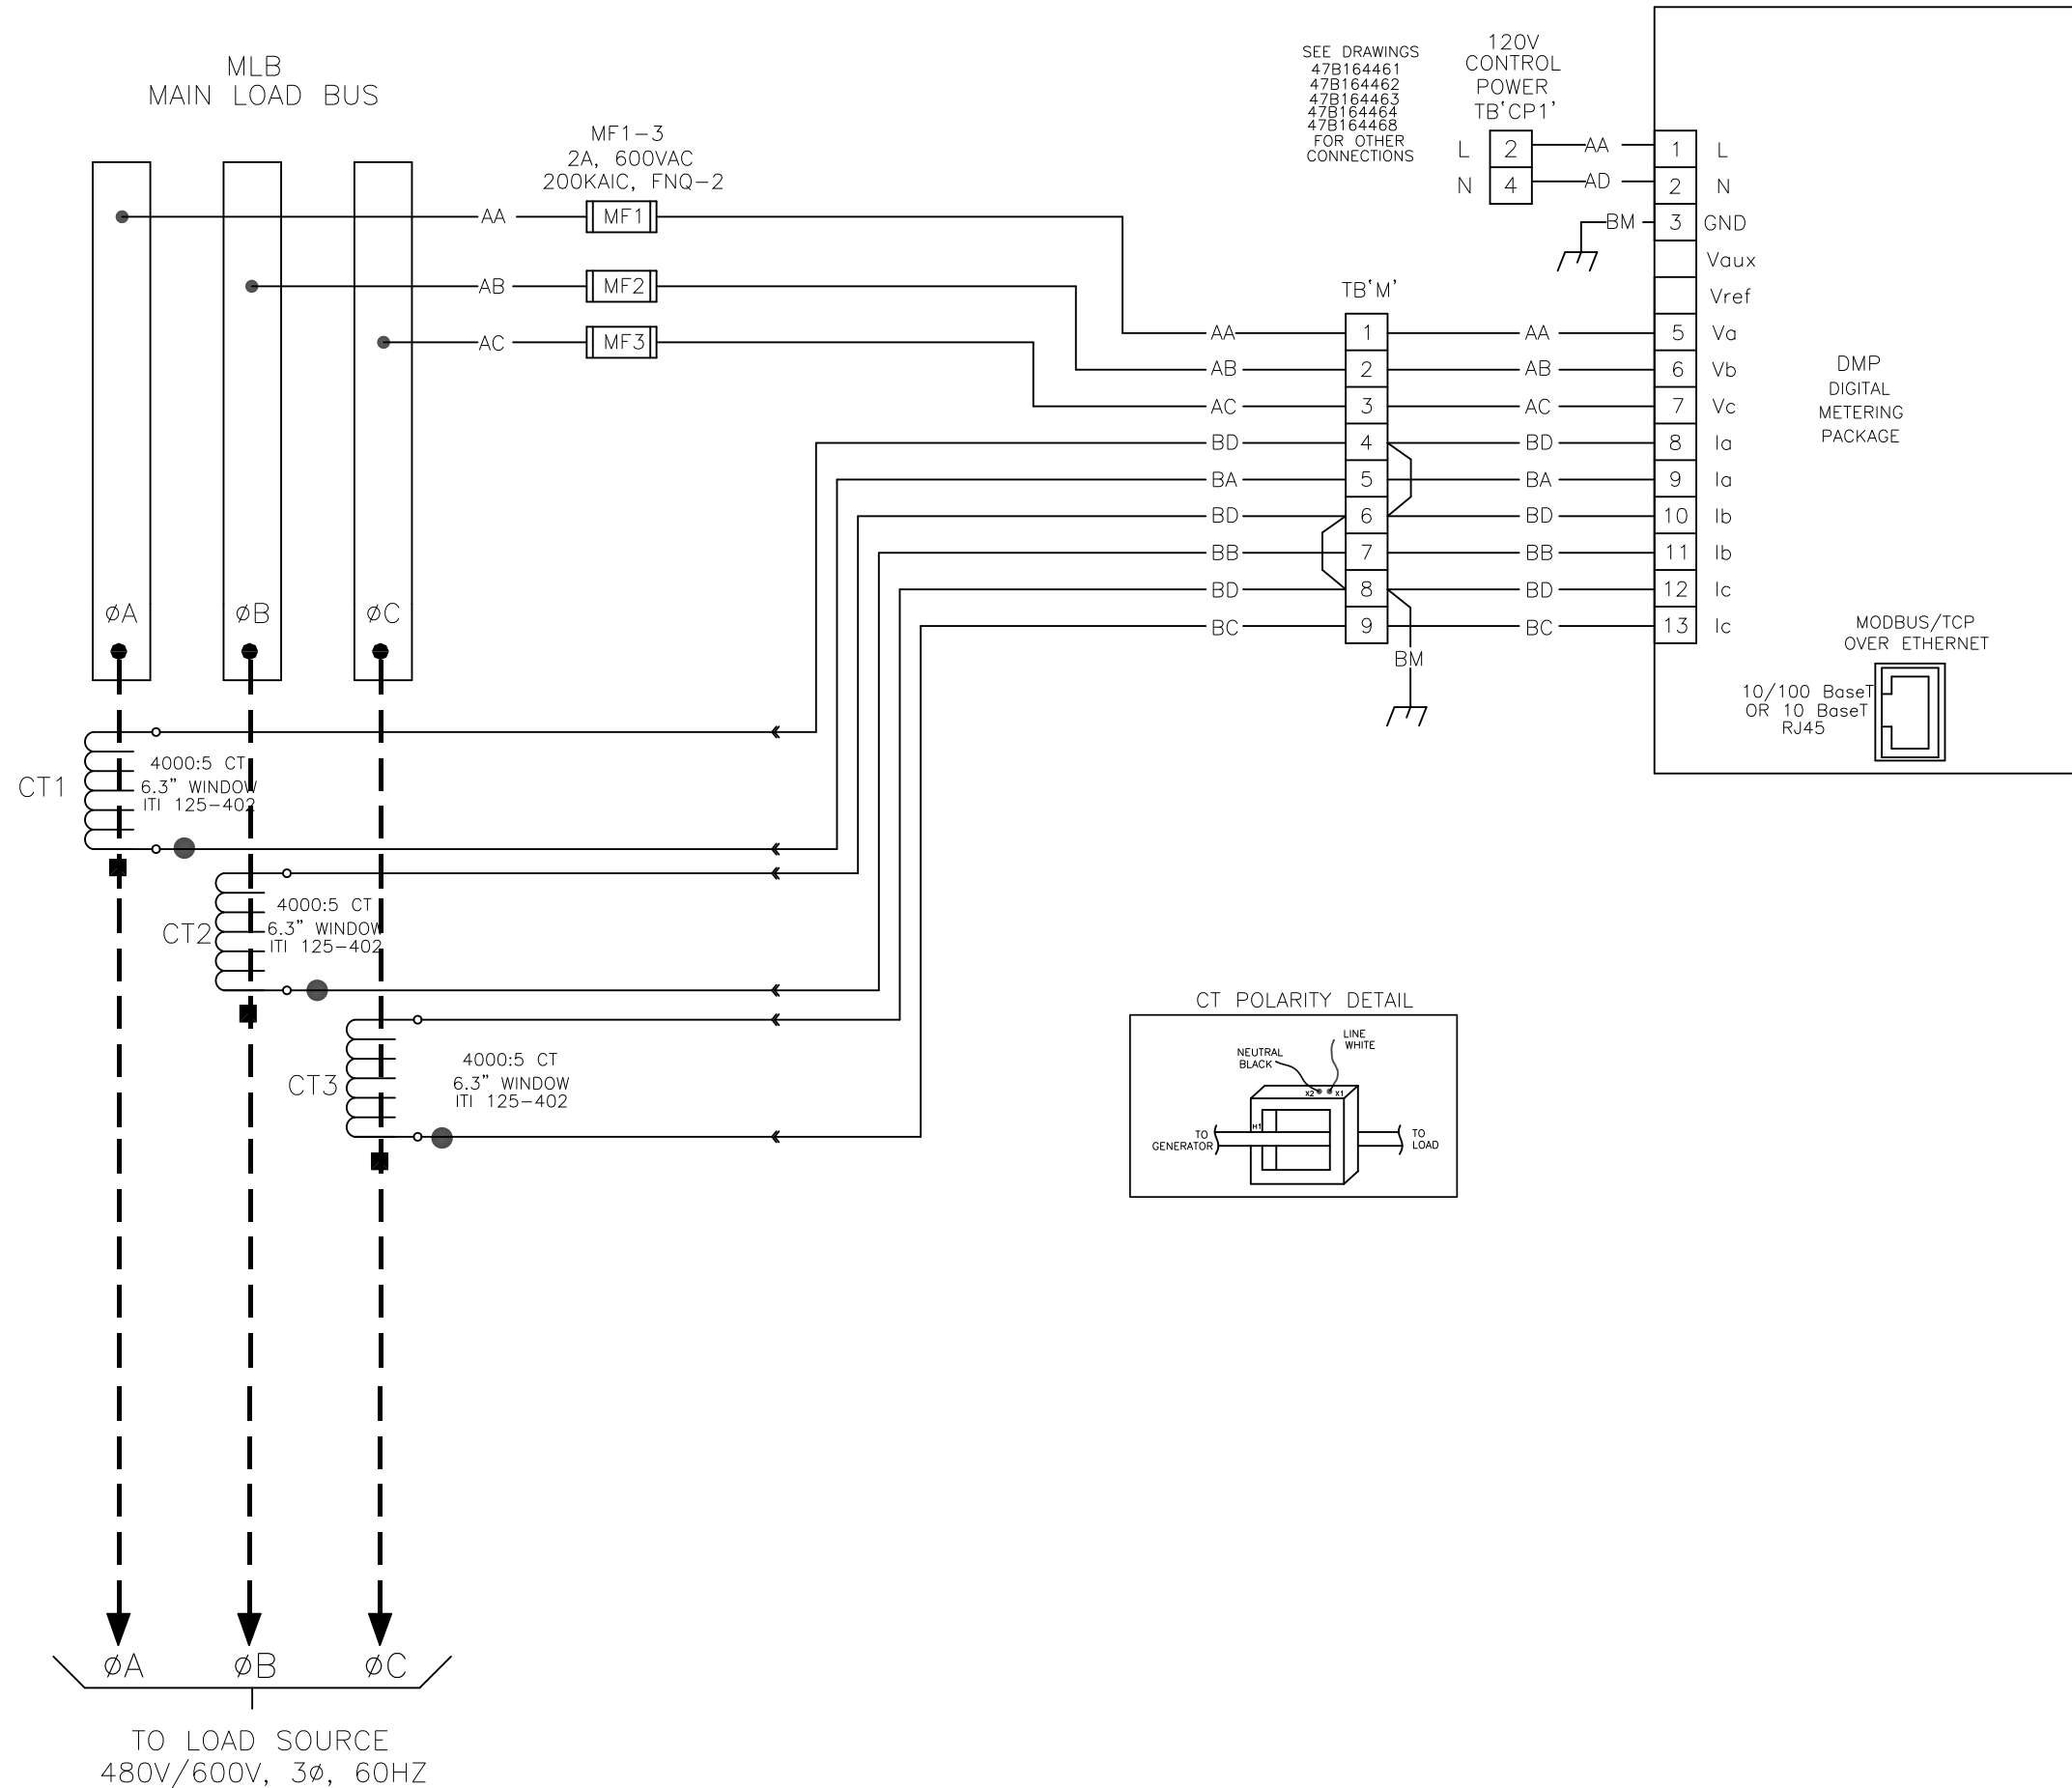 MLB
MAIN LOAD BUS
MF1-3
2A, 600VAC
200KAIC, FNQ-2
SEE DRAWINGS
47B164461
47B164462
47B164463
47B164464
47B164468
FOR OTHER
CONNECTIONS
120V
CONTROL
POWER
TB'CP1'
L 2 AA 1 L
N 4 AD 2 N
BM 3 GND
Vaux
Vref
AA MF1
AB MF2
AC MF3
TB'M'
AA 1 AA 5 Va
AB 2 AB 6 Vb
AC 3 AC 7 Vc
BD 4 BD 8 Ia
BA 5 BA 9 Ia
BD 6 BD 10 Ib
BB 7 BB 11 Ib
BD 8 BD 12 Ic
BC 9 BC 13 Ic
BM
DMP
DIGITAL
METERING
PACKAGE
MODBUS/TCP
OVER ETHERNET
10/100 BaseT
OR 10 BaseT
RJ45
øA øB øC
CT1
4000:5 CT
6.3" WINDOW
ITI 125-402
CT2
4000:5 CT
6.3" WINDOW
ITI 125-402
CT3
4000:5 CT
6.3" WINDOW
ITI 125-402
CT POLARITY DETAIL
LINE
WHITE
NEUTRAL
BLACK
X2 X1
H1
TO
GENERATOR
TO
LOAD
øA øB øC
TO LOAD SOURCE
480V/600V, 3ø, 60HZ